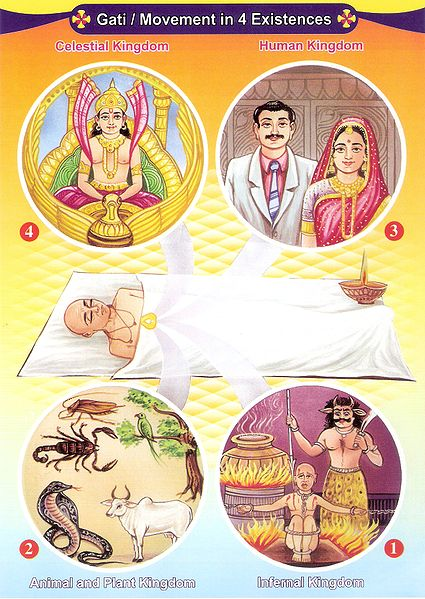 Gati / Movement in 4 Existences
Celestial Kingdom
Human Kingdom
4
3
2
1
Animal and Plant Kingdom
Infernal Kingdom